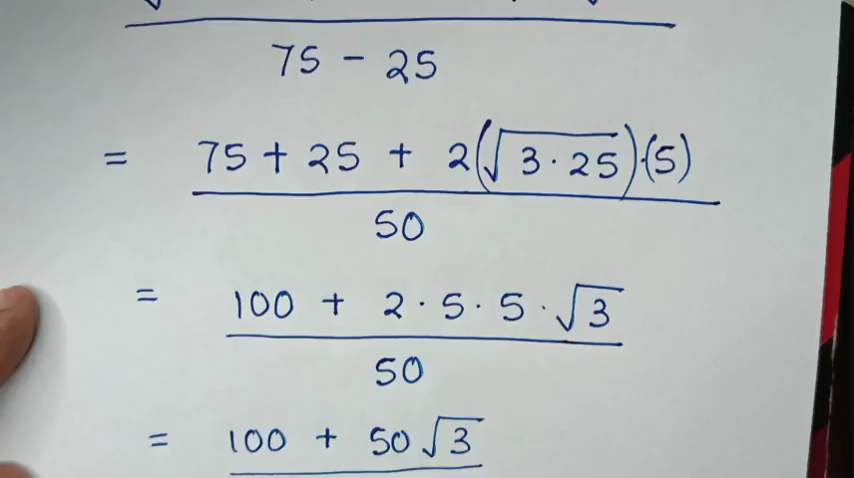 75 - 25
= 75 + 25 + 2(√3·25)·(5)
50
= 100 + 2·5·5·√3
50
= 100 + 50√3